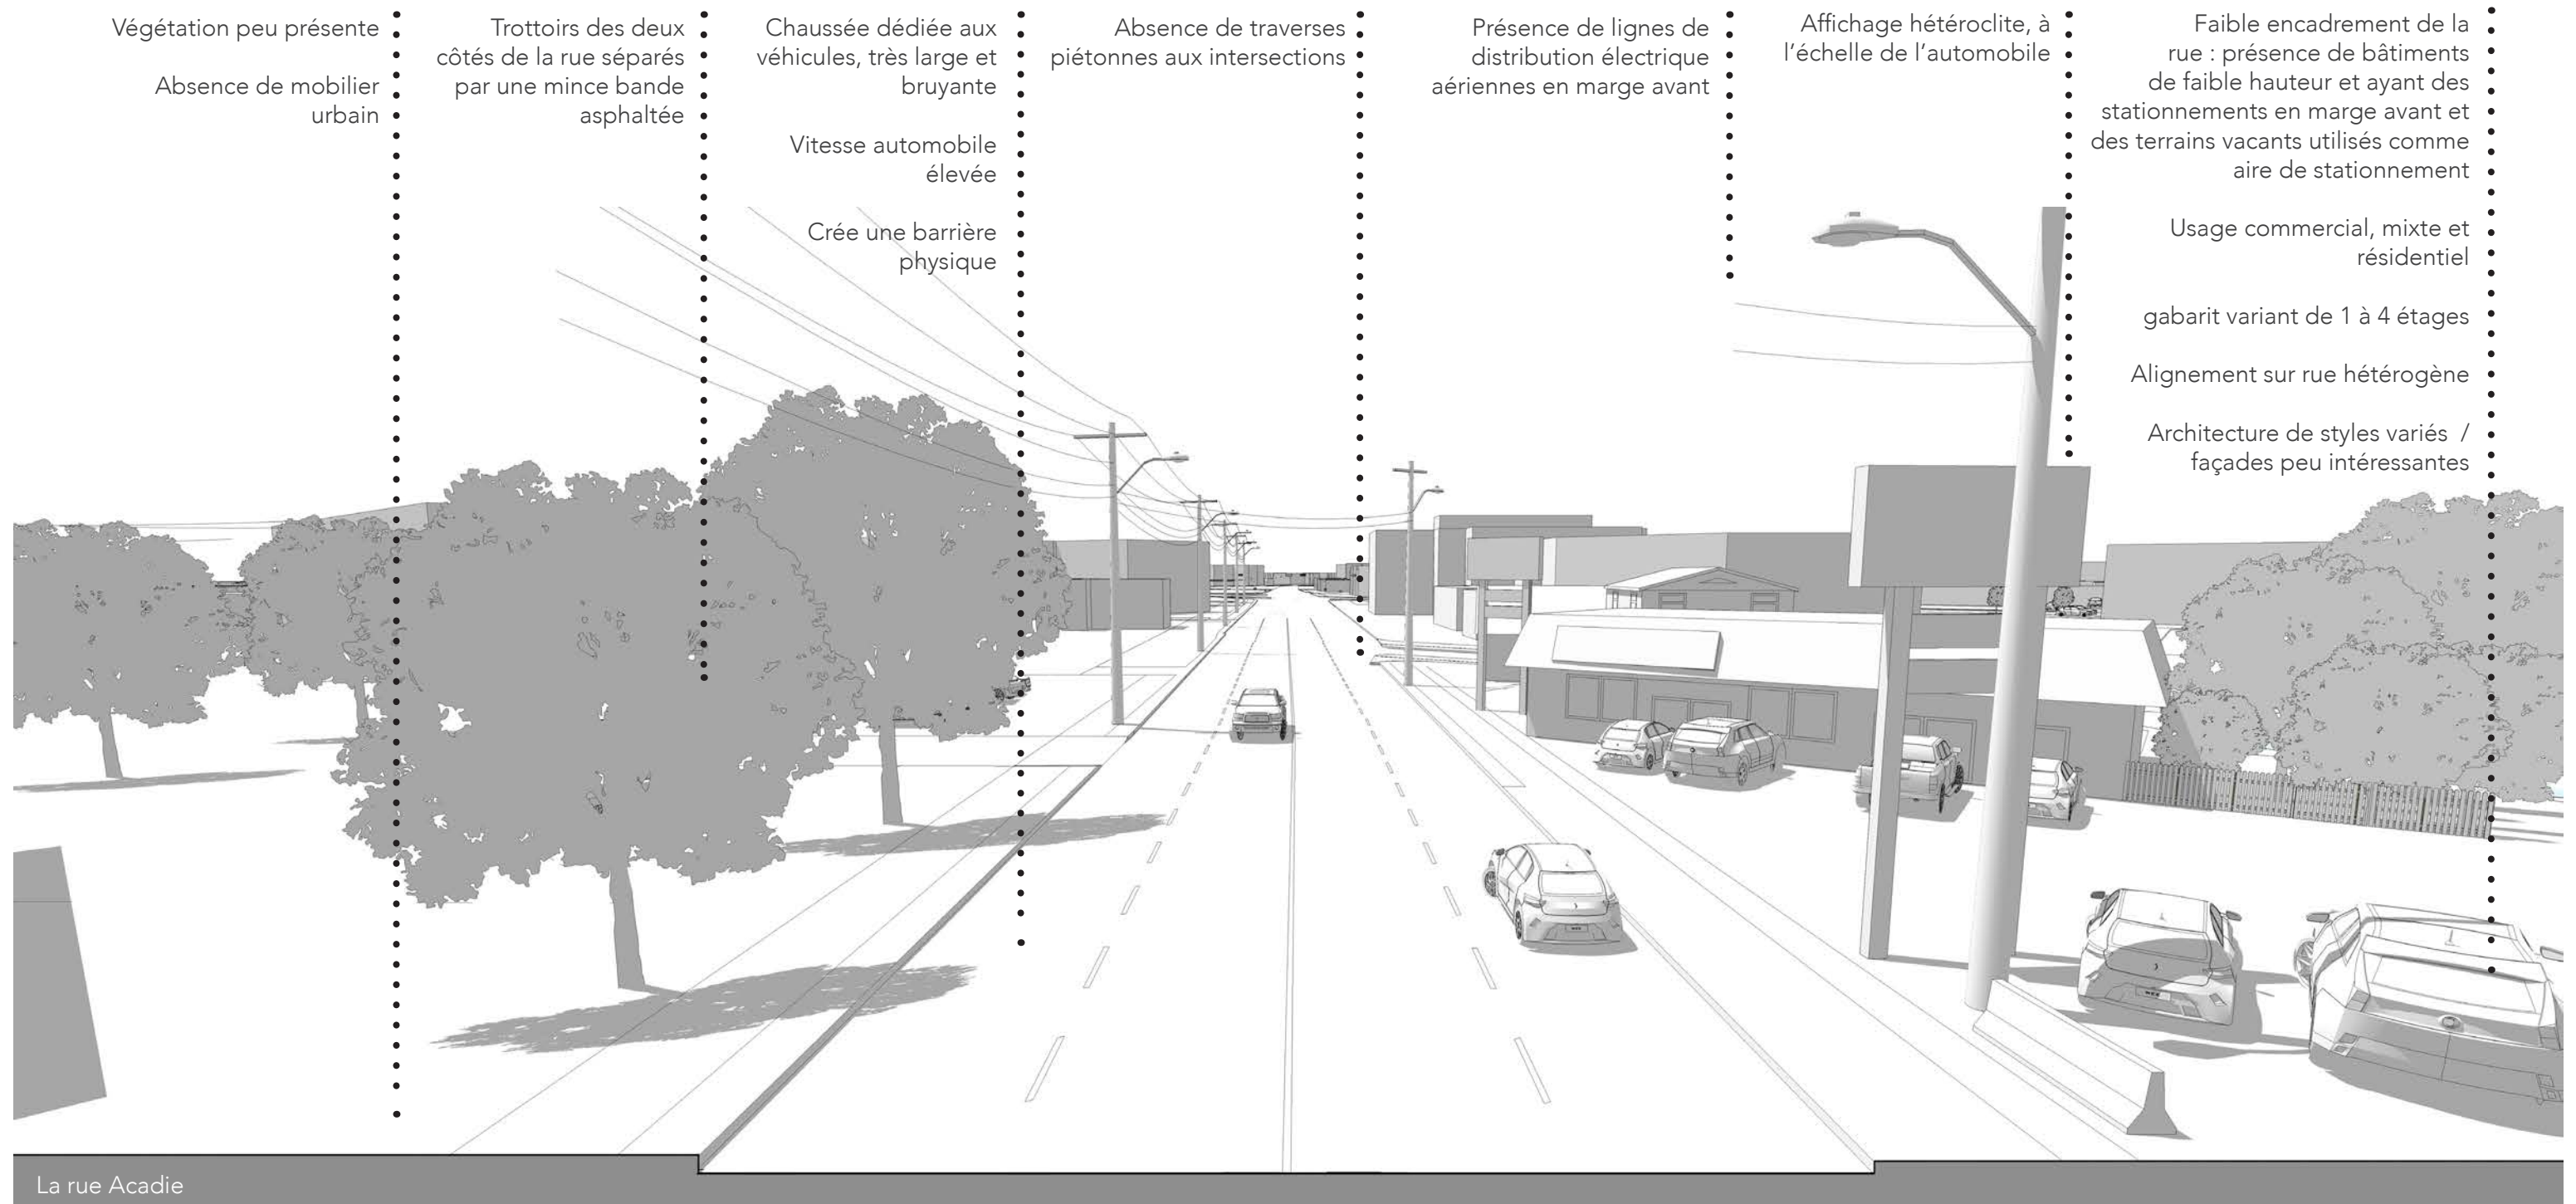 Végétation peu présente
Absence de mobilier
urbain
Trottoirs des deux
côtés de la rue séparés
par une mince bande
asphaltée
Chaussée dédiée aux
véhicules, très large et
bruyante
Vitesse automobile
élevée
Crée une barrière
physique
Absence de traverses
piétonnes aux intersections
Présence de lignes de
distribution électrique
aériennes en marge avant
Affichage hétéroclite, à
l'échelle de l'automobile
Faible encadrement de la
rue : présence de bâtiments
de faible hauteur et ayant des
stationnements en marge avant et
des terrains vacants utilisés comme
aire de stationnement
Usage commercial, mixte et
résidentiel
gabarit variant de 1 à 4 étages
Alignement sur rue hétérogène
Architecture de styles variés /
façades peu intéressantes
La rue Acadie